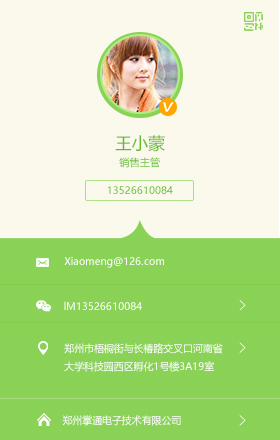 王小蒙
销售主管
13526610084
Xiaomeng@126.com
IM13526610084
郑州市梧桐街与长椿路交叉口河南省
大学科技园西区孵化1号楼3A19室
郑州掌通电子技术有限公司